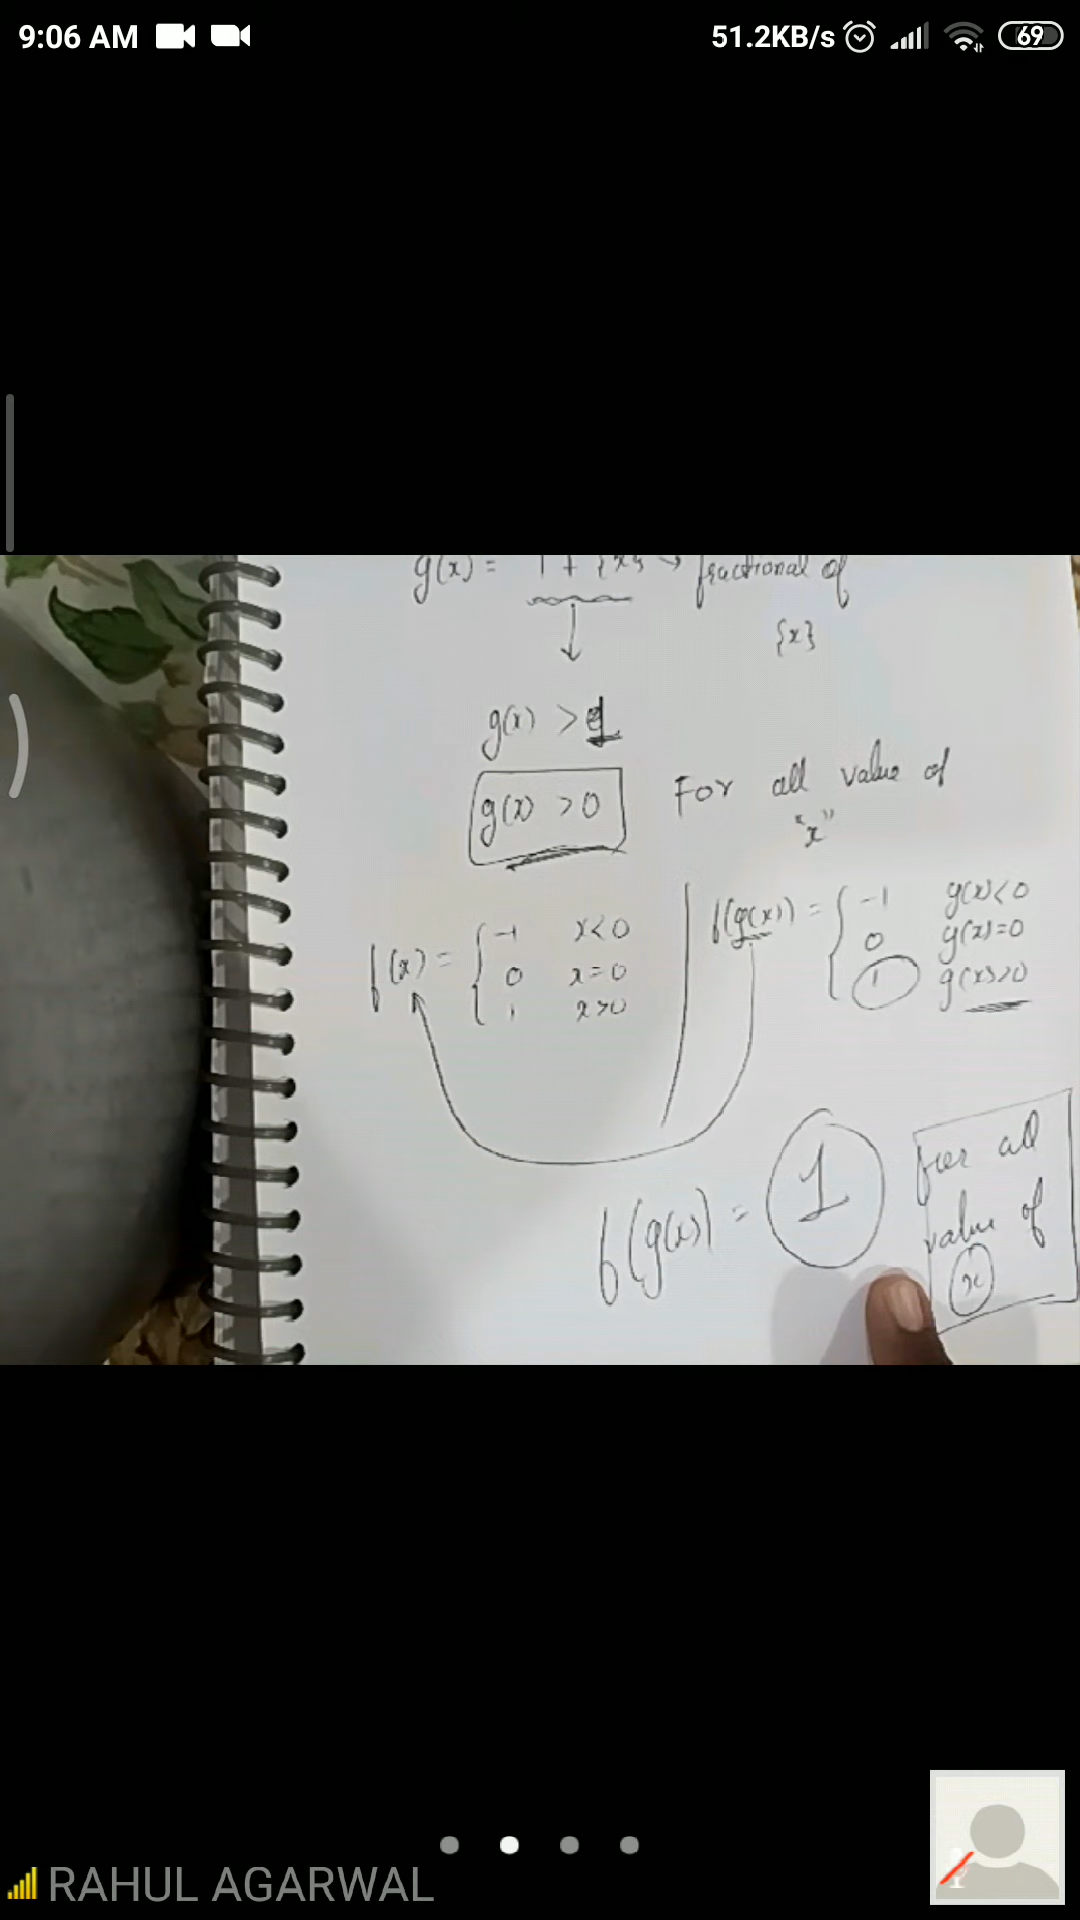 9:06 AM 51.2KB/s 69
g(x) = 1 + {x} → fractional of
{x}
g(x) > 1
g(x) > 0 For all value of
"x"
f(x) = { -1 x<0
0 x=0
1 x>0
f(g(x)) = { -1 g(x)<0
0 g(x)=0
1 g(x)>0
f(g(x)) = 1 for all
value of
x
RAHUL AGARWAL